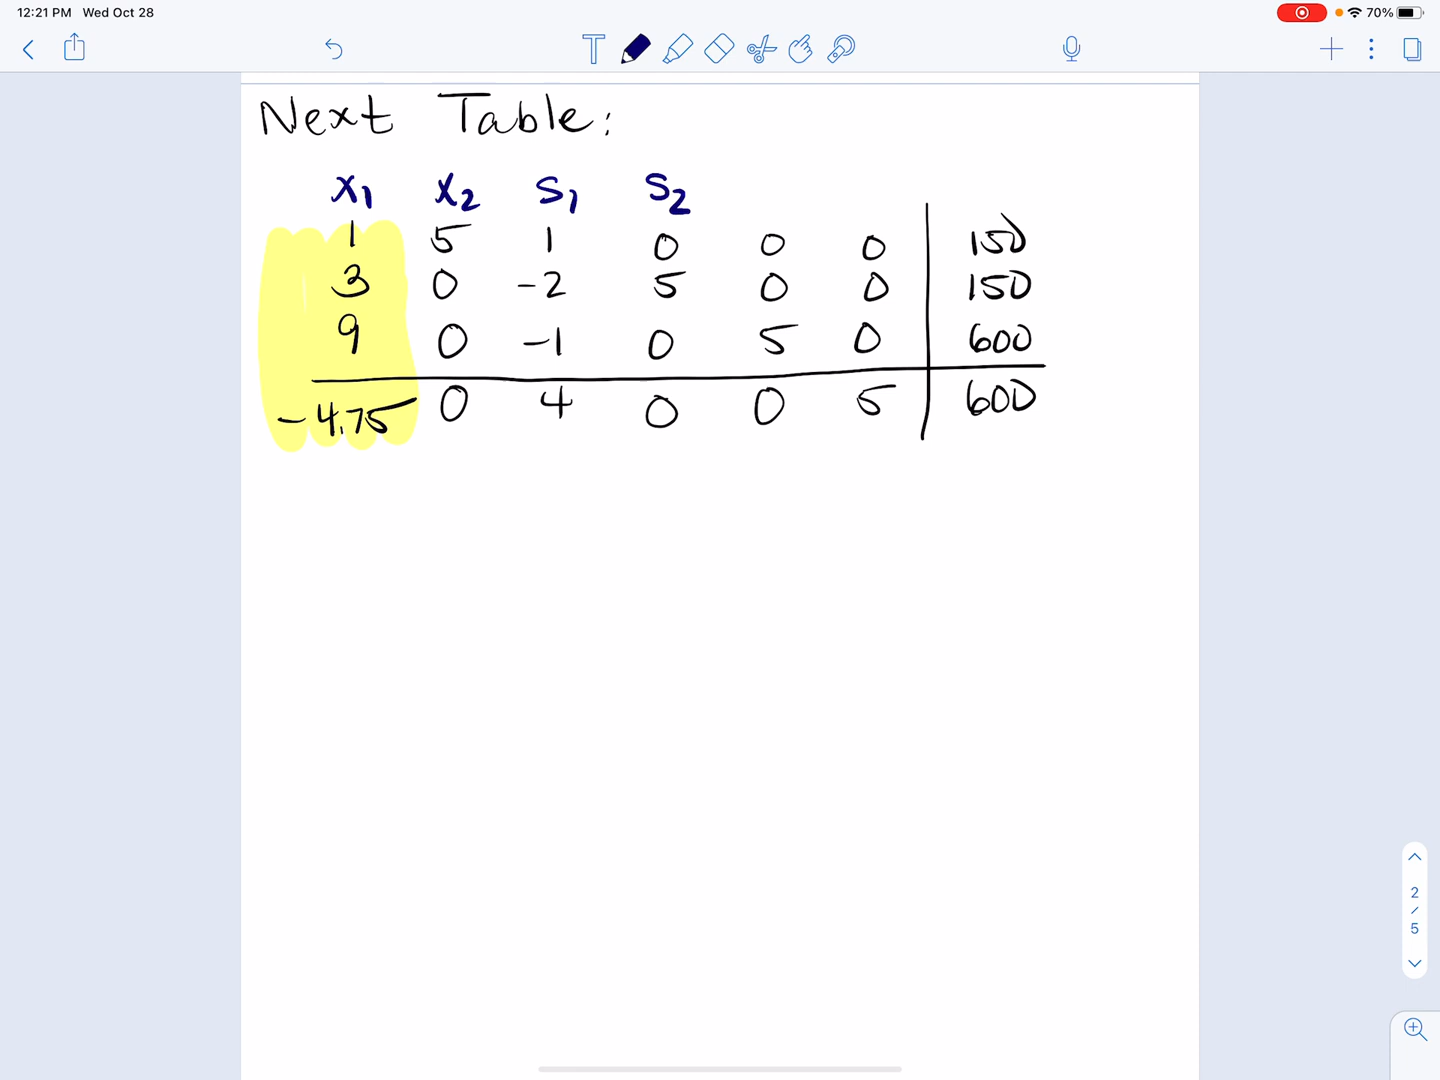 12:21 PM Wed Oct 28
70%
T
Next Table:
x₁ x₂ s₁ s₂
1 5 1 0 0 0 150
3 0 -2 5 0 0 150
9 0 -1 0 5 0 600
-4.75 0 4 0 0 5 600
2
/
5